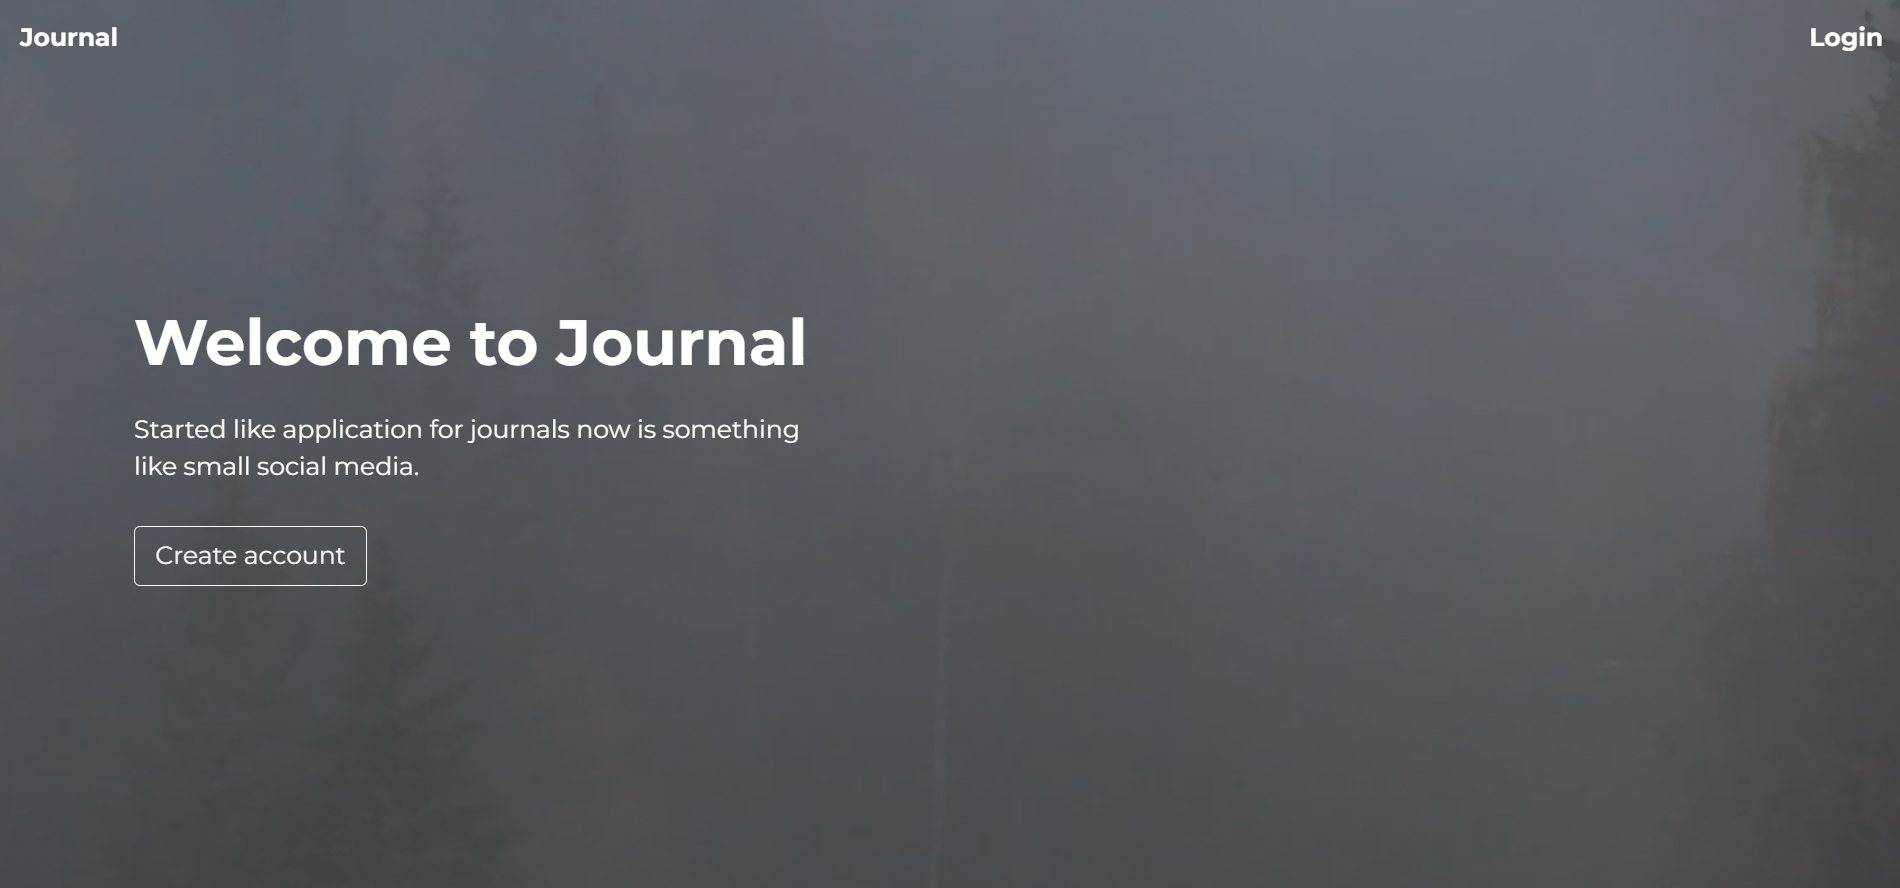 Journal
Login
Welcome to Journal
Started like application for journals now is something
like small social media.
Create account